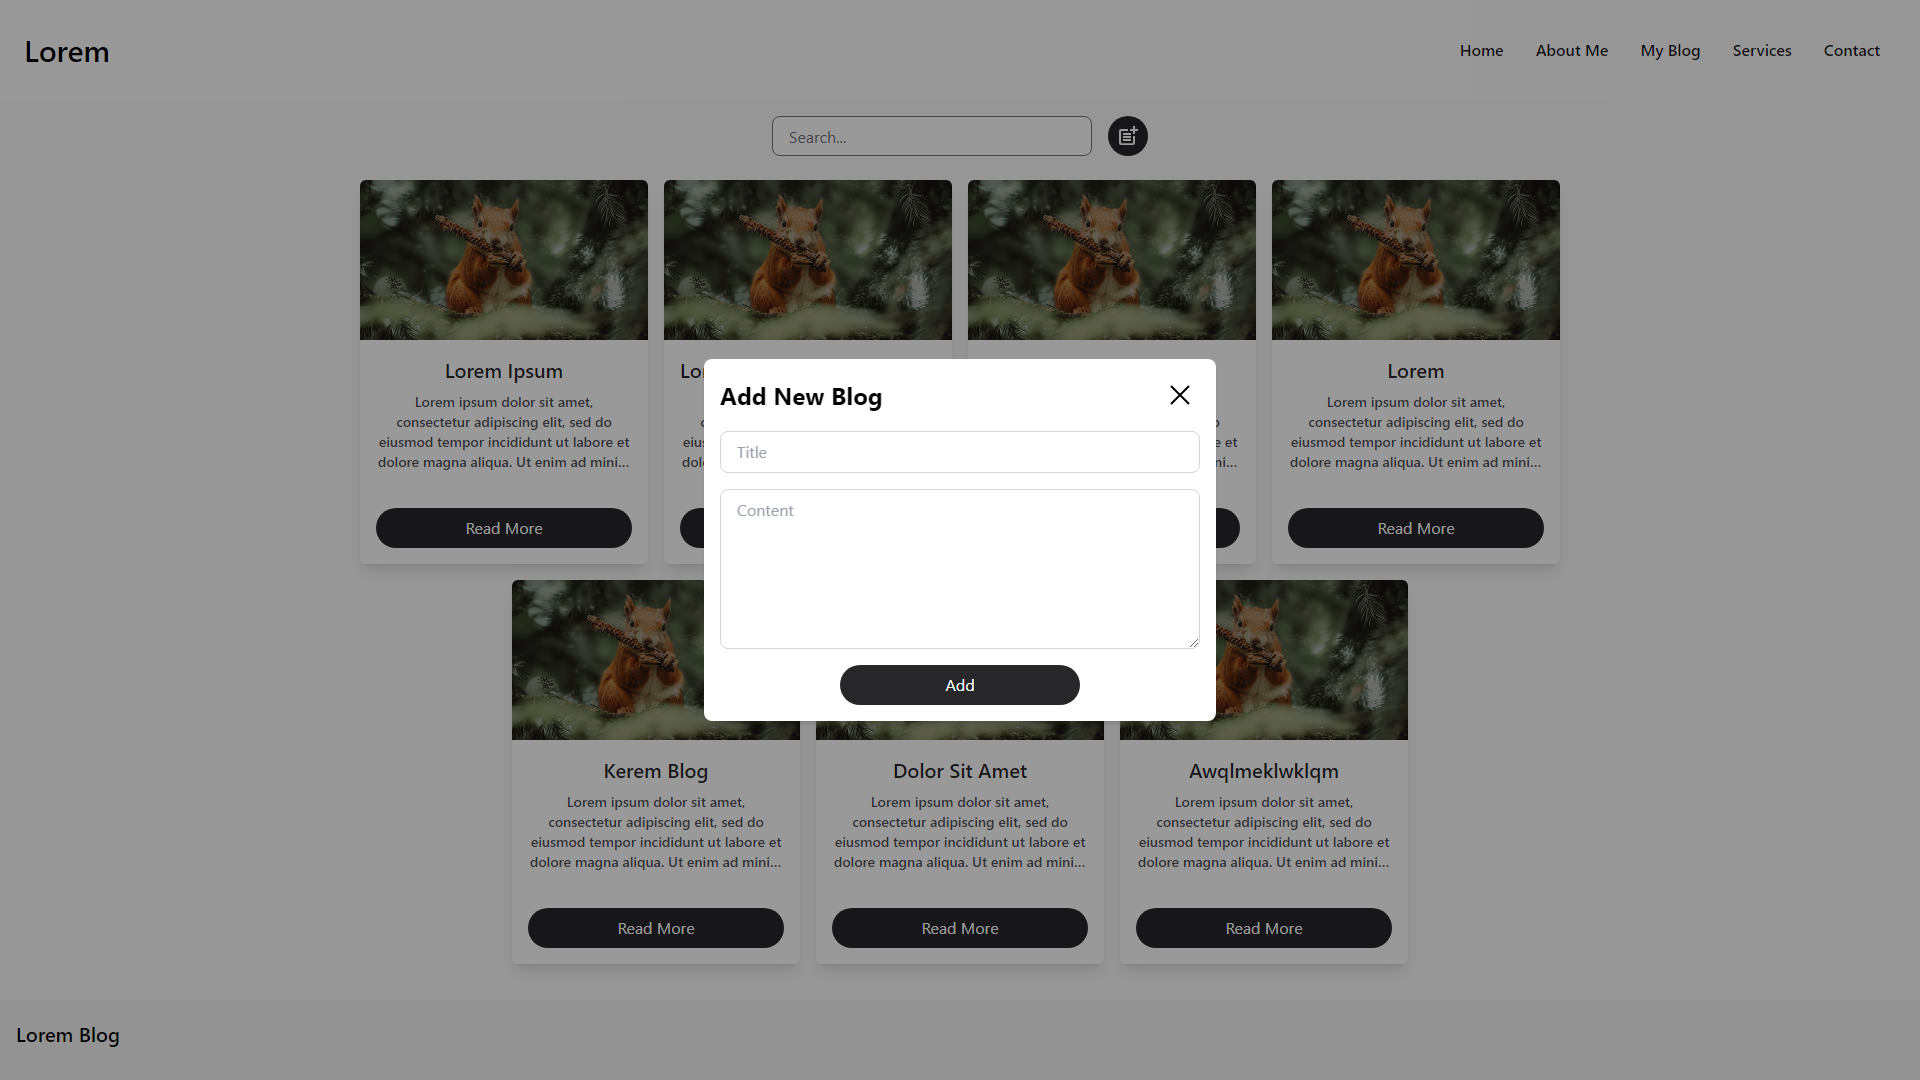 Lorem
Home
About Me
My Blog
Services
Contact
Search...
Lorem Ipsum
Lorem ipsum dolor sit amet,
consectetur adipiscing elit, sed do
eiusmod tempor incididunt ut labore et
dolore magna aliqua. Ut enim ad mini...
Read More
Lorem
Lorem ipsum dolor sit amet,
consectetur adipiscing elit, sed do
eiusmod tempor incididunt ut labore et
dolore magna aliqua. Ut enim ad mini...
Read More
Add New Blog
Title
Content
Add
Kerem Blog
Lorem ipsum dolor sit amet,
consectetur adipiscing elit, sed do
eiusmod tempor incididunt ut labore et
dolore magna aliqua. Ut enim ad mini...
Read More
Dolor Sit Amet
Lorem ipsum dolor sit amet,
consectetur adipiscing elit, sed do
eiusmod tempor incididunt ut labore et
dolore magna aliqua. Ut enim ad mini...
Read More
Awqlmeklwklqm
Lorem ipsum dolor sit amet,
consectetur adipiscing elit, sed do
eiusmod tempor incididunt ut labore et
dolore magna aliqua. Ut enim ad mini...
Read More
Lorem Blog